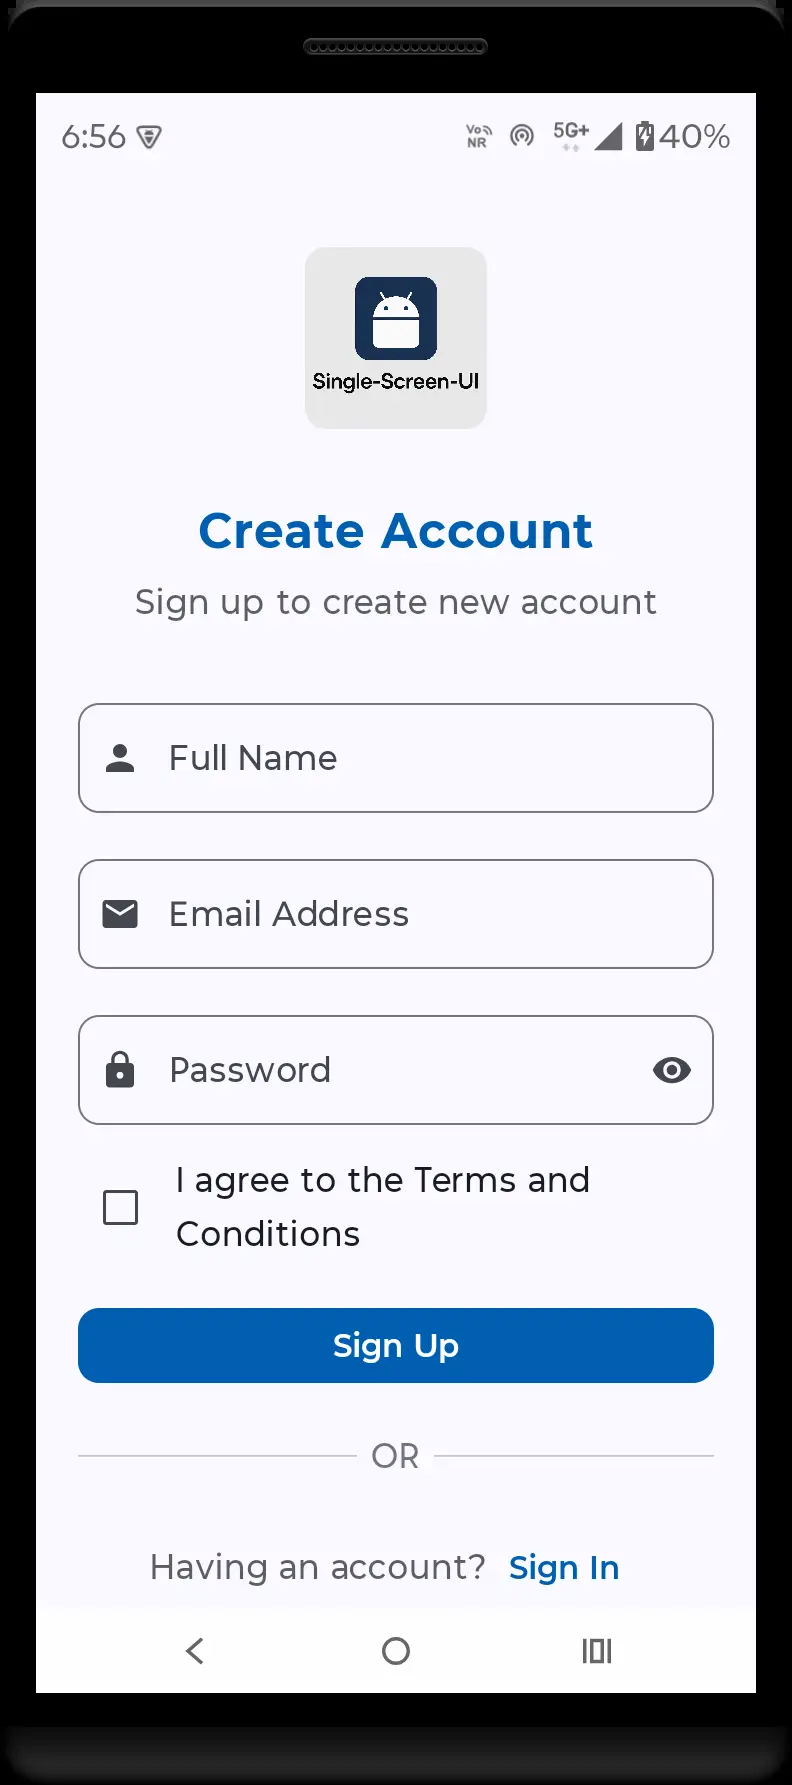 6:56 Vo NR 5G+ 40%
Single-Screen-UI
Create Account
Sign up to create new account
Full Name
Email Address
Password
I agree to the Terms and
Conditions
Sign Up
OR
Having an account? Sign In